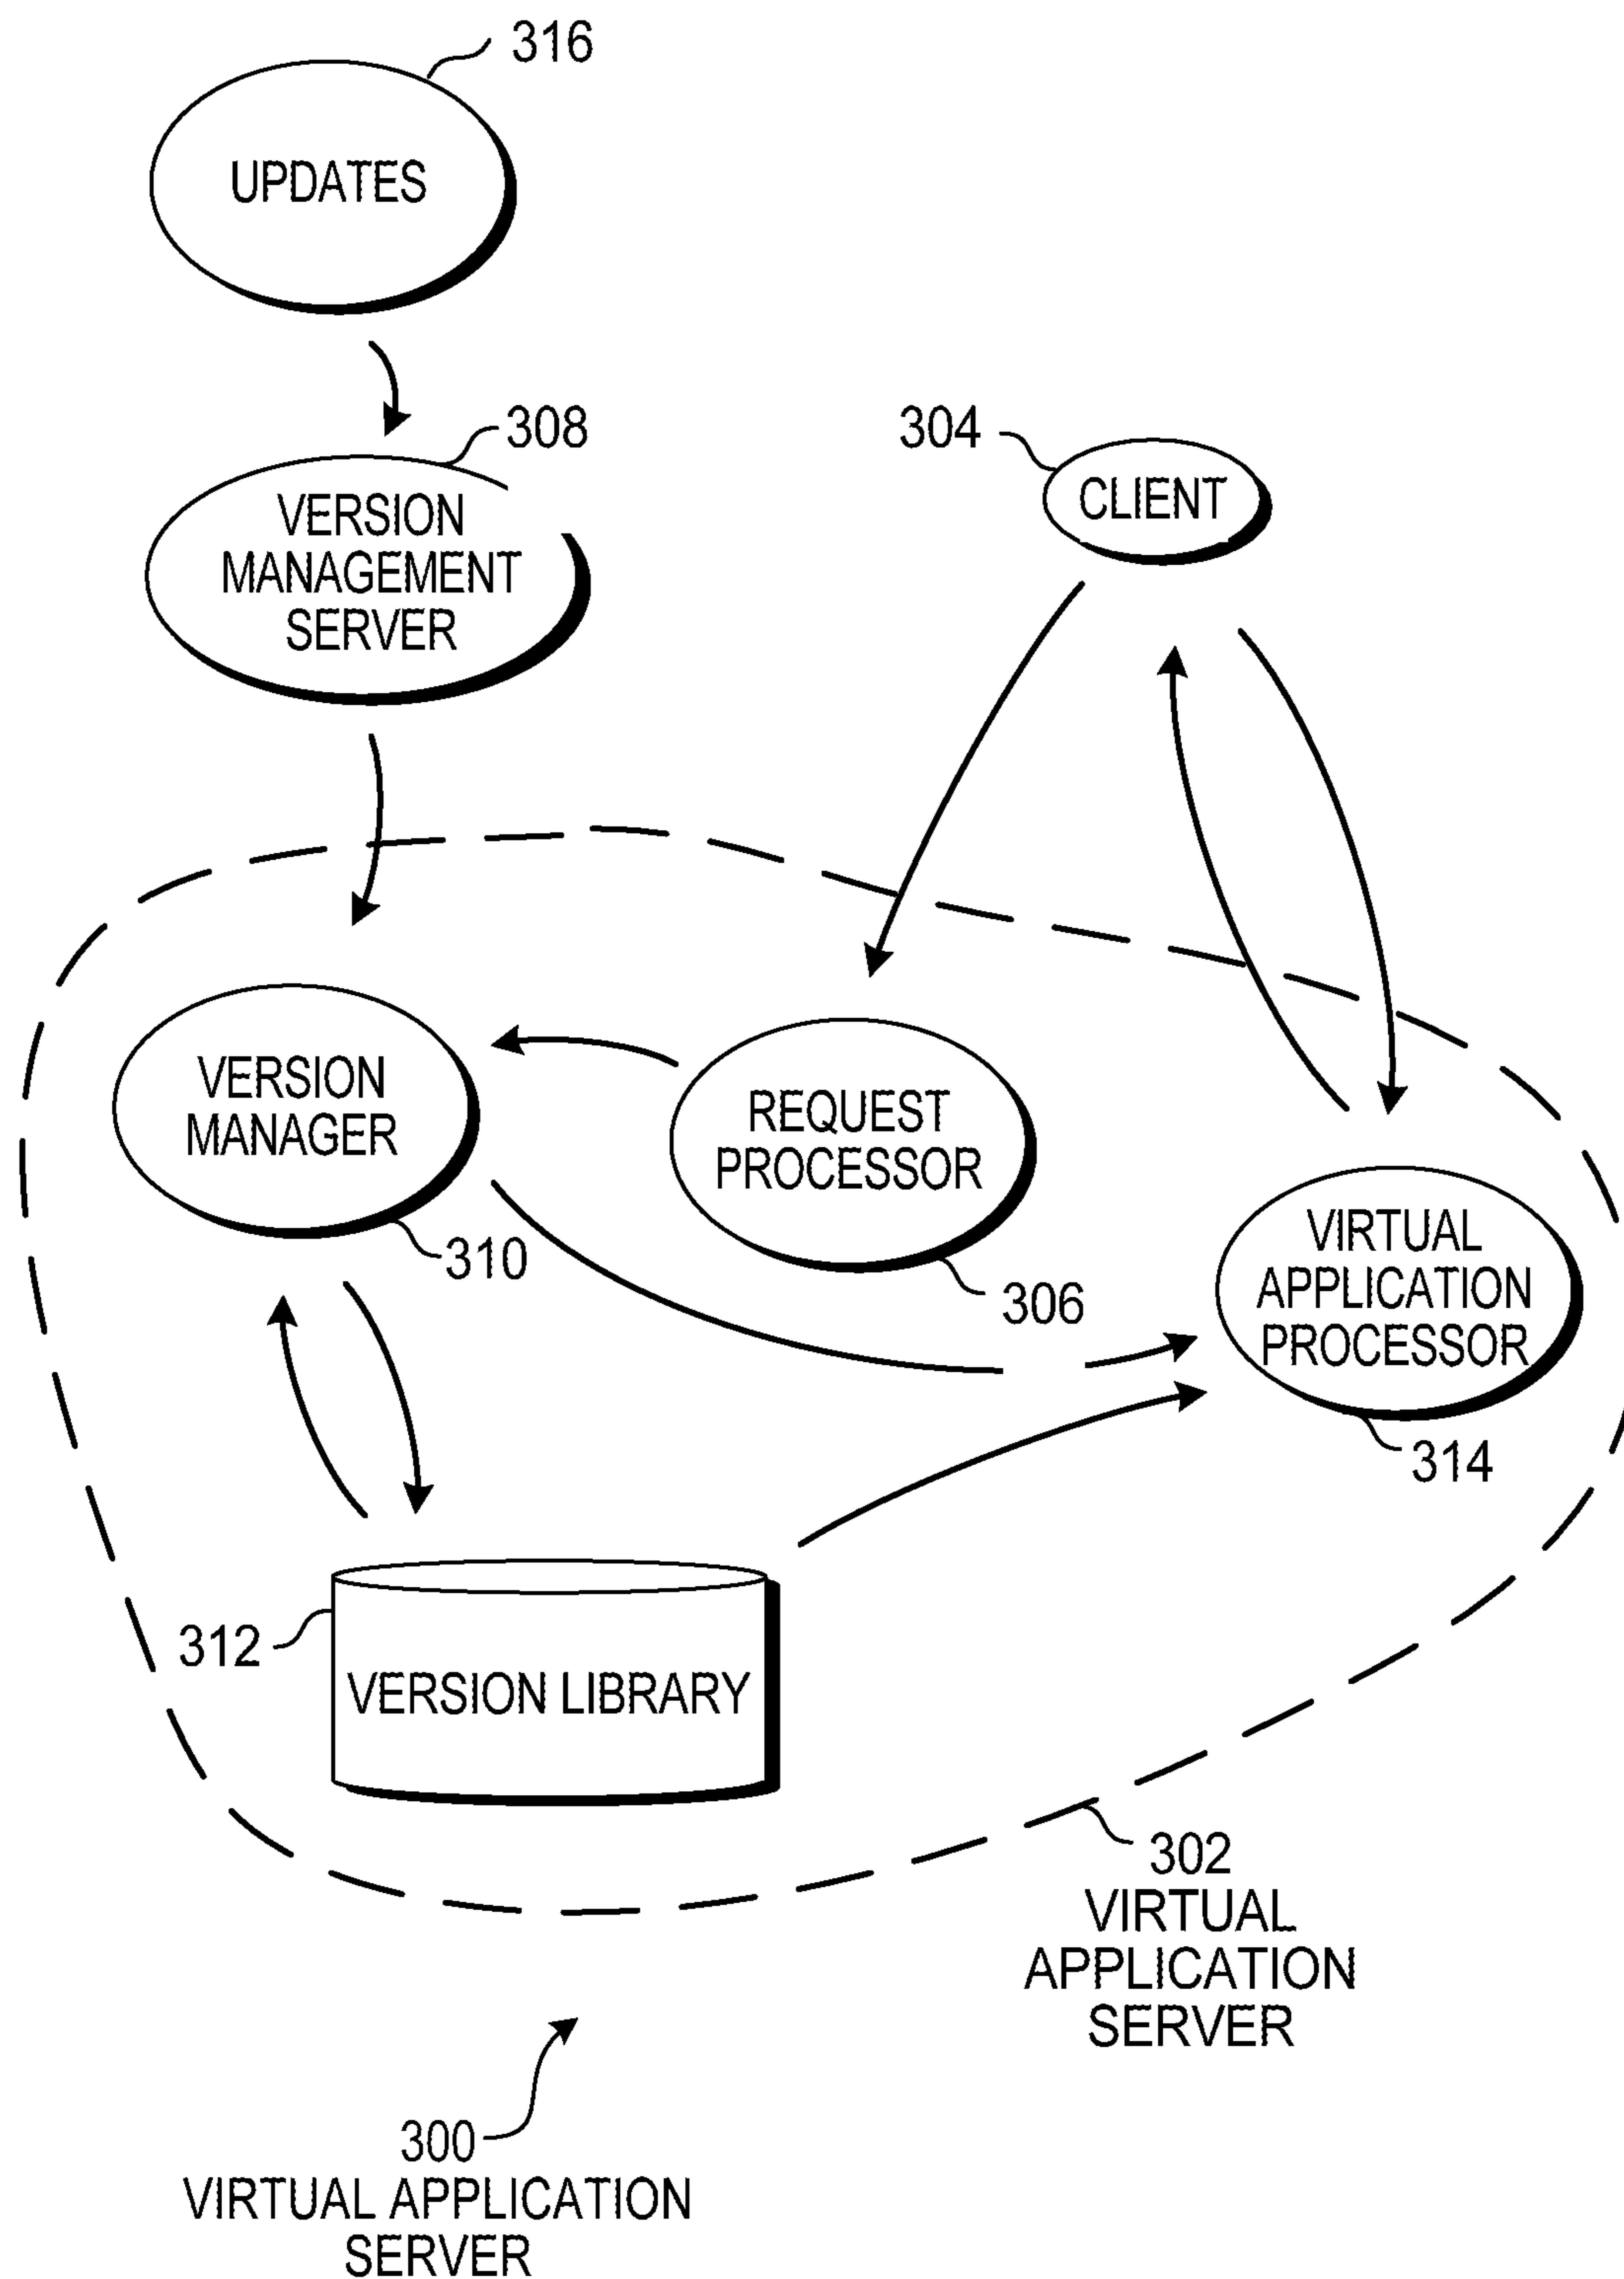 316
UPDATES
308
VERSION
MANAGEMENT
SERVER
304
CLIENT
VERSION
MANAGER
310
REQUEST
PROCESSOR
306
VIRTUAL
APPLICATION
PROCESSOR
314
312
VERSION LIBRARY
302
VIRTUAL
APPLICATION
SERVER
300
VIRTUAL APPLICATION
SERVER